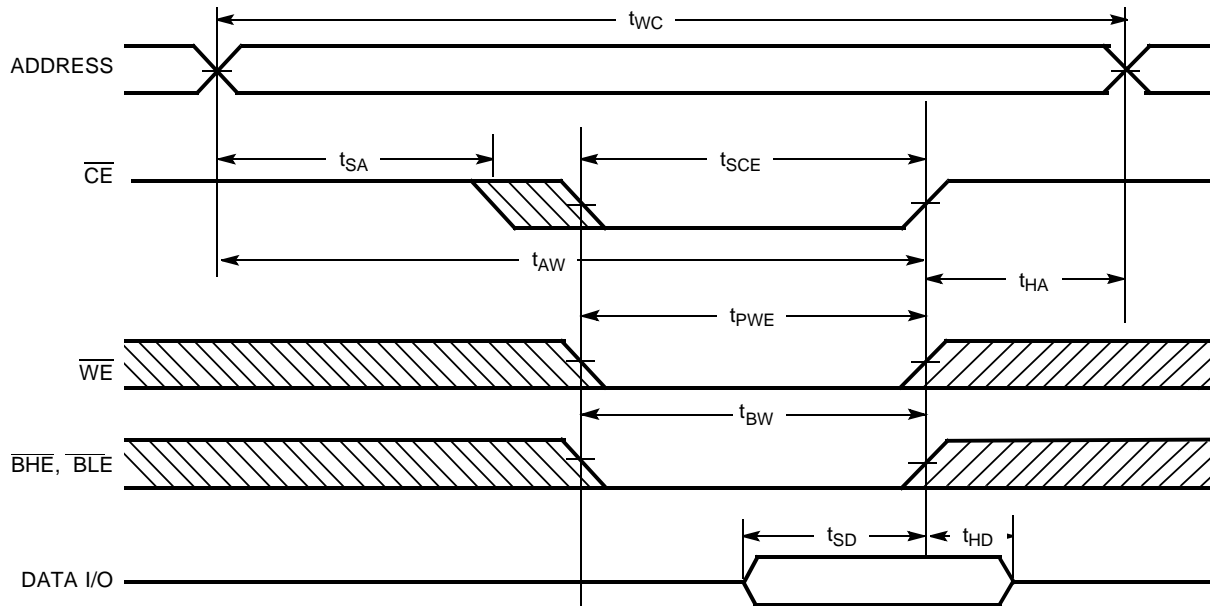 tWC
ADDRESS
tSA
tSCE
CE
tAW
tHA
tPWE
WE
tBW
BHE, BLE
tSD
tHD
DATA I/O